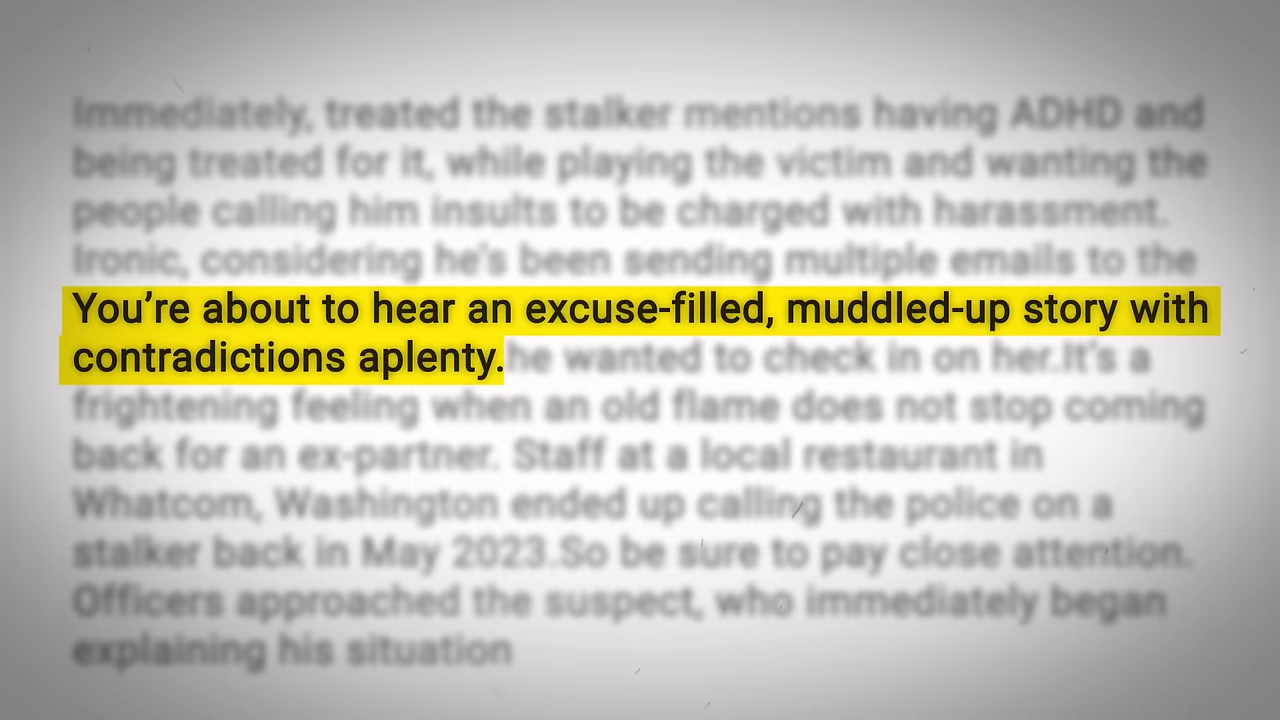 Immediately, treated the stalker mentions having ADHD and
being treated for it, while playing the victim and wanting the
people calling him insults to be charged with harassment.
Ironic, considering he's been sending multiple emails to the
You’re about to hear an excuse-filled, muddled-up story with
contradictions aplenty.he wanted to check in on her.It's a
frightening feeling when an old flame does not stop coming
back for an ex-partner. Staff at a local restaurant in
Whatcom, Washington ended up calling the police on a
stalker back in May 2023.So be sure to pay close attention.
Officers approached the suspect, who immediately began
explaining his situation